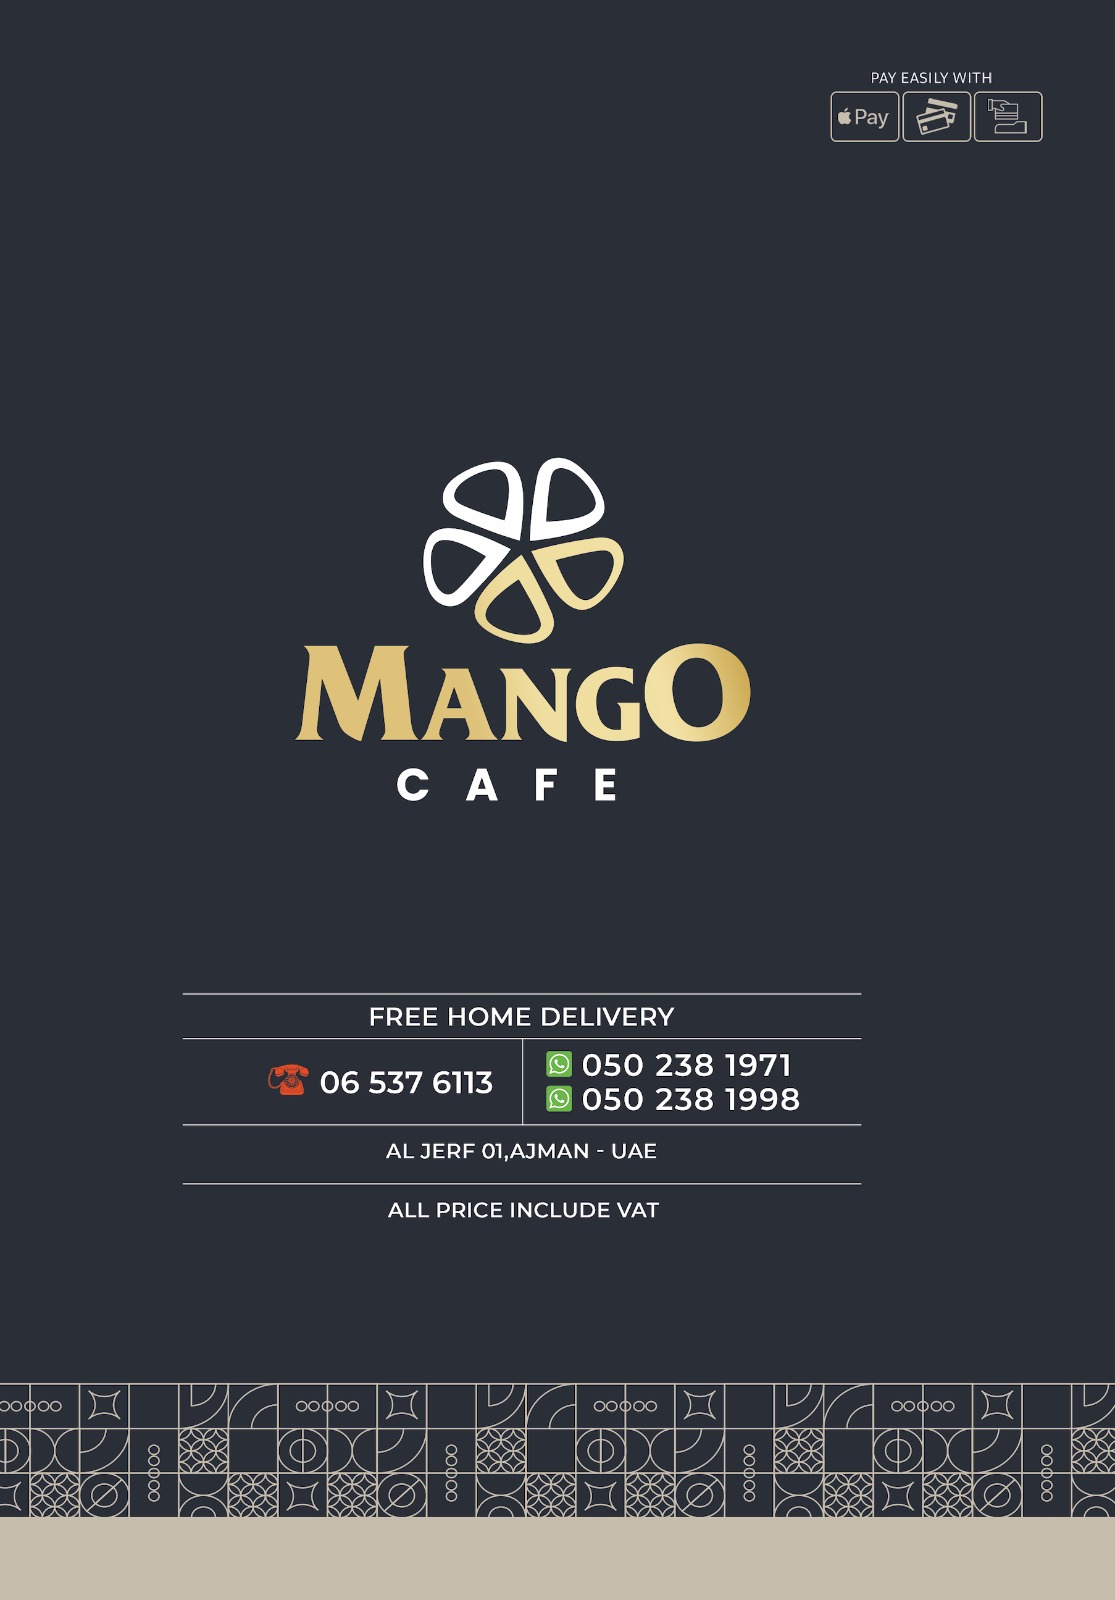 PAY EASILY WITH
Pay
MANGO
CAFE
FREE HOME DELIVERY
06 537 6113
050 238 1971
050 238 1998
AL JERF 01,AJMAN - UAE
ALL PRICE INCLUDE VAT